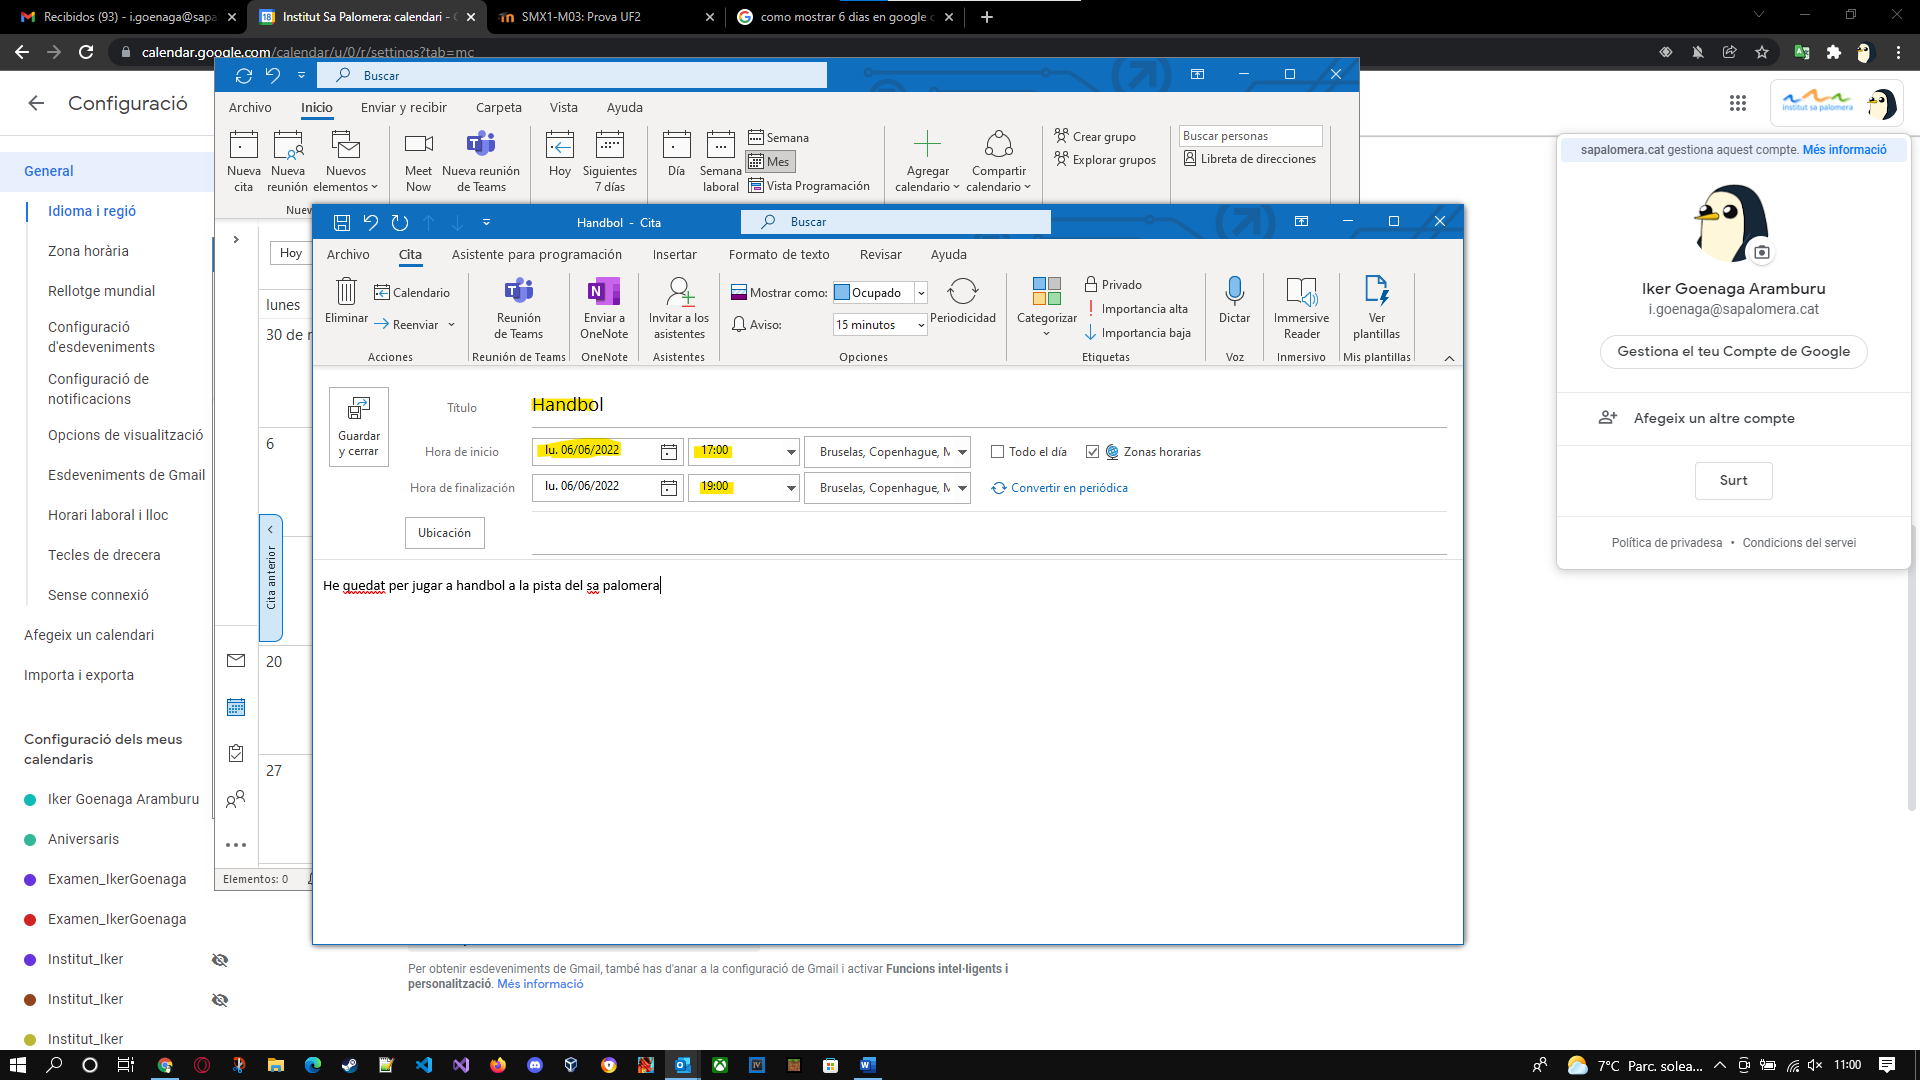 Recibidos (93) - i.goenaga@sapa
Institut Sa Palomera: calendari - G
SMX1-M03: Prova UF2
como mostrar 6 dias en google c
calendar.google.com/calendar/u/0/r/settings?tab=mc
Buscar
Configuració
institut sa palomera
Archivo Inicio Enviar y recibir Carpeta Vista Ayuda
Nueva cita
Nueva reunión
Nuevos elementos
Meet Now
Nueva reunión de Teams
Hoy
Siguientes 7 días
Día
Semana laboral
Semana
Mes
Vista Programación
Agregar calendario
Compartir calendario
Crear grupo
Explorar grupos
Buscar personas
Libreta de direcciones
General
Idioma i regió
Zona horària
Rellotge mundial
Configuració
d'esdeveniments
Configuració de
notificacions
Opcions de visualització
Esdeveniments de Gmail
Horari laboral i lloc
Tecles de drecera
Sense connexió
Afegeix un calendari
Importa i exporta
Configuració dels meus
calendaris
Iker Goenaga Aramburu
Aniversaris
Examen_IkerGoenaga
Examen_IkerGoenaga
Institut_Iker
Institut_Iker
Institut_Iker
Hoy
lunes
6
20
27
Cita anterior
Elementos: 0
Handbol - Cita
Buscar
Archivo Cita Asistente para programación Insertar Formato de texto Revisar Ayuda
Eliminar
Calendario
Reenviar
Acciones
Reunión de Teams
Reunión de Teams
Enviar a OneNote
OneNote
Invitar a los asistentes
Asistentes
Mostrar como: Ocupado
Aviso: 15 minutos
Periodicidad
Opciones
Categorizar
Privado
Importancia alta
Importancia baja
Etiquetas
Dictar
Voz
Immersive Reader
Inmersivo
Ver plantillas
Mis plantillas
Guardar y cerrar
Título Handbol
Hora de inicio lu. 06/06/2022 17:00 Bruselas, Copenhague, Todo el día Zonas horarias
Hora de finalización lu. 06/06/2022 19:00 Bruselas, Copenhague, Convertir en periódica
Ubicación
He quedat per jugar a handbol a la pista del sa palomera
Per obtenir esdeveniments de Gmail, també has d'anar a la configuració de Gmail i activar Funcions intel·ligents i
personalització. Més informació
sapalomera.cat gestiona aquest compte. Més informació
Iker Goenaga Aramburu
i.goenaga@sapalomera.cat
Gestiona el teu Compte de Google
Afegeix un altre compte
Surt
Política de privadesa • Condicions del servei
7°C Parc. solea...
11:00